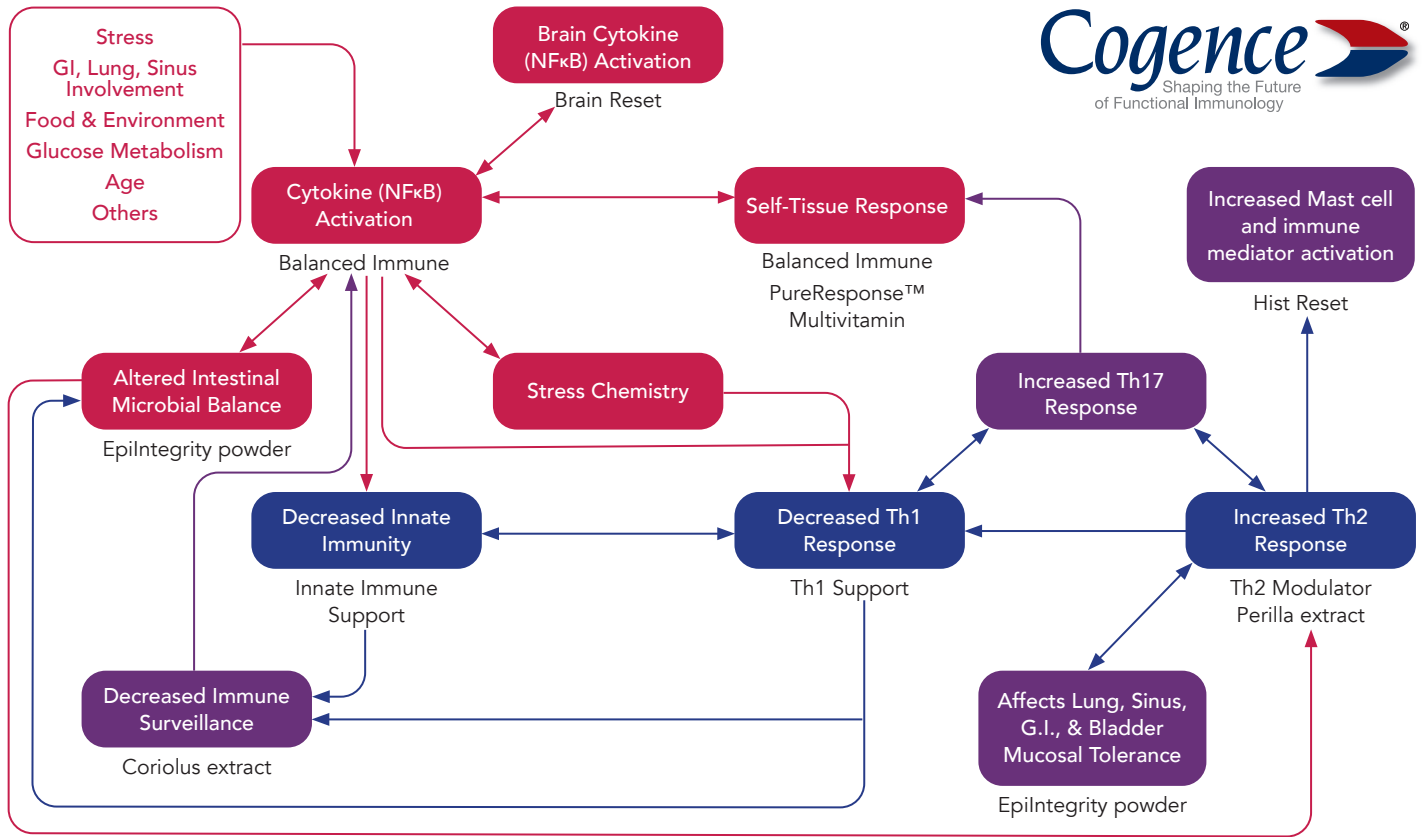 Stress
GI, Lung, Sinus
Involvement
Food & Environment
Glucose Metabolism
Age
Others
Brain Cytokine
(NFκB) Activation
Brain Reset
Cogence®
Shaping the Future
of Functional Immunology
Cytokine (NFκB)
Activation
Balanced Immune
Self-Tissue Response
Balanced Immune
PureResponse™
Multivitamin
Increased Mast cell
and immune
mediator activation
Hist Reset
Altered Intestinal
Microbial Balance
EpiIntegrity powder
Stress Chemistry
Increased Th17
Response
Decreased Innate
Immunity
Innate Immune
Support
Decreased Th1
Response
Th1 Support
Increased Th2
Response
Th2 Modulator
Perilla extract
Decreased Immune
Surveillance
Coriolus extract
Affects Lung, Sinus,
G.I., & Bladder
Mucosal Tolerance
EpiIntegrity powder